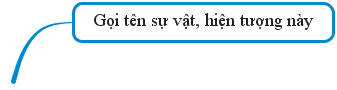 Gọi tên sự vật, hiện tượng này